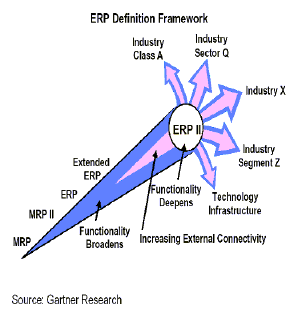 ERP Definition Framework
Industry
Class A
Industry
Sector Q
Industry X
ERP II
Industry
Segment Z
Extended
ERP
Technology
Infrastructure
ERP
Functionality
Deepens
MRP II
Functionality
Broadens
Increasing External Connectivity
MRP
Source: Gartner Research